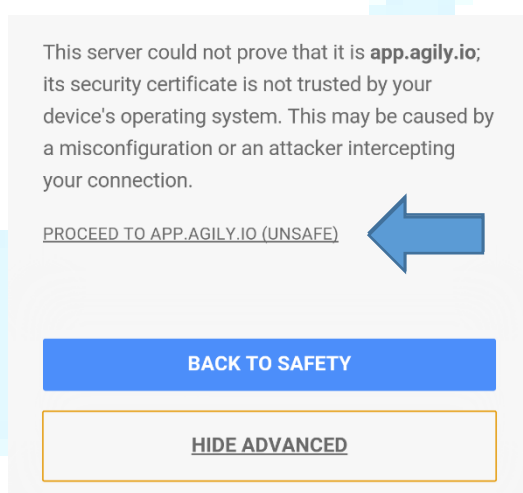 This server could not prove that it is app.agily.io;
its security certificate is not trusted by your
device's operating system. This may be caused by
a misconfiguration or an attacker intercepting
your connection.
PROCEED TO APP.AGILY.IO (UNSAFE)
BACK TO SAFETY
HIDE ADVANCED